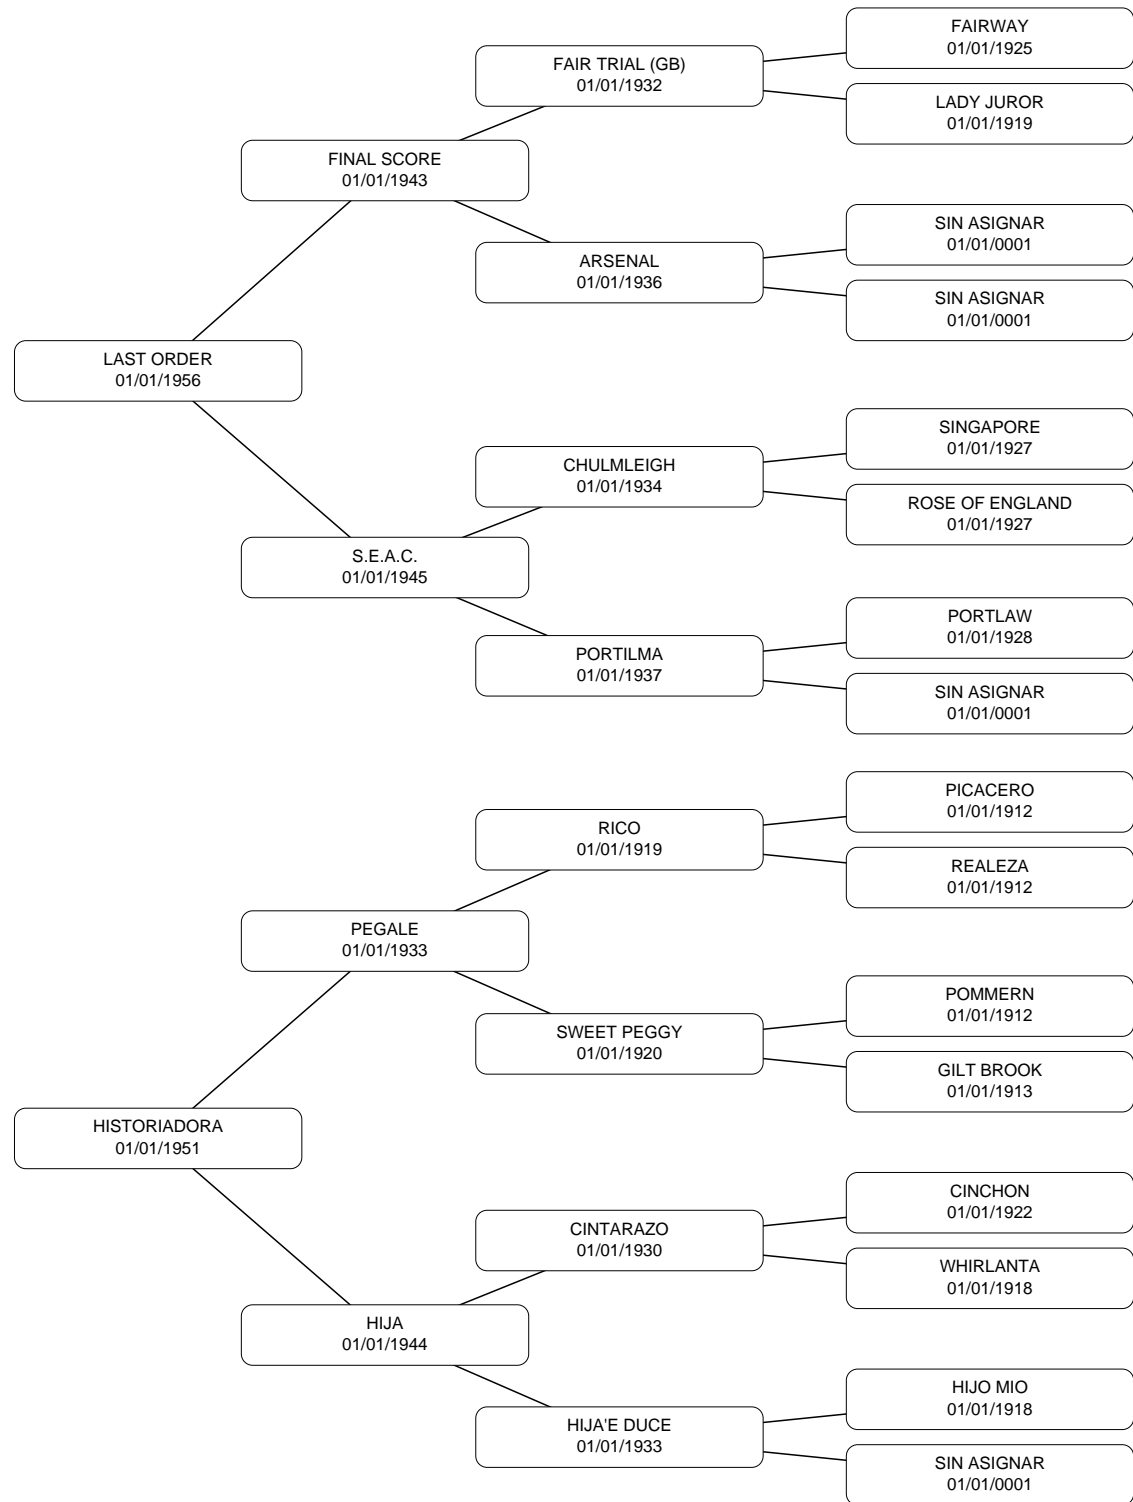 FAIRWAY
01/01/1925
FAIR TRIAL (GB)
01/01/1932
LADY JUROR
01/01/1919
FINAL SCORE
01/01/1943
SIN ASIGNAR
01/01/0001
ARSENAL
01/01/1936
SIN ASIGNAR
01/01/0001
LAST ORDER
01/01/1956
SINGAPORE
01/01/1927
CHULMLEIGH
01/01/1934
ROSE OF ENGLAND
01/01/1927
S.E.A.C.
01/01/1945
PORTLAW
01/01/1928
PORTILMA
01/01/1937
SIN ASIGNAR
01/01/0001
PICACERO
01/01/1912
RICO
01/01/1919
REALEZA
01/01/1912
PEGALE
01/01/1933
POMMERN
01/01/1912
SWEET PEGGY
01/01/1920
GILT BROOK
01/01/1913
HISTORIADORA
01/01/1951
CINCHON
01/01/1922
CINTARAZO
01/01/1930
WHIRLANTA
01/01/1918
HIJA
01/01/1944
HIJO MIO
01/01/1918
HIJA'E DUCE
01/01/1933
SIN ASIGNAR
01/01/0001